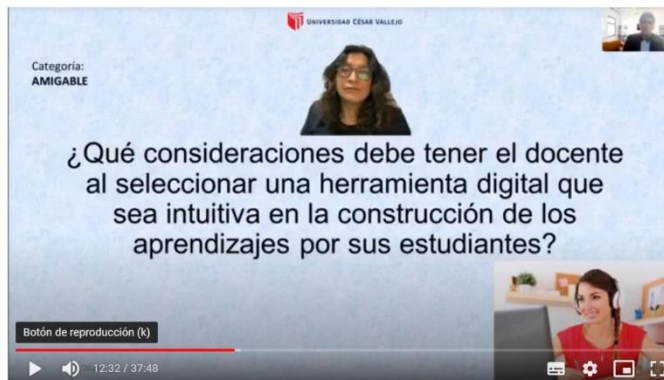 UNIVERSIDAD CÉSAR VALLEJO
Categoría:
AMIGABLE
¿Qué consideraciones debe tener el docente
al seleccionar una herramienta digital que
sea intuitiva en la construcción de los
aprendizajes por sus estudiantes?
Botón de reproducción (k)
12:32 / 37:48